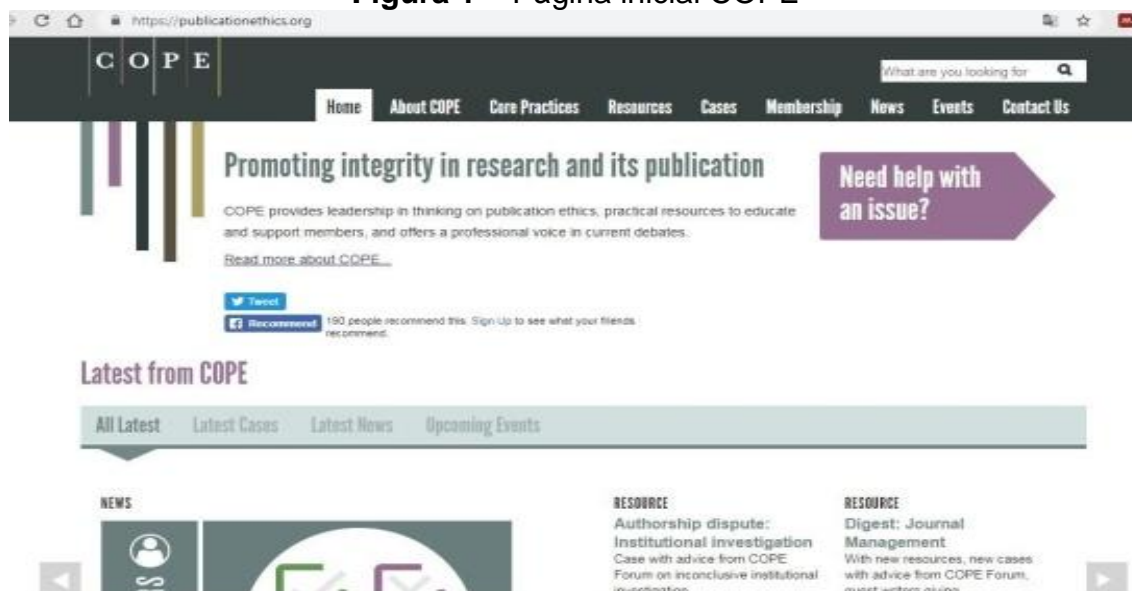 Figura 1 – Página inicial COPE
https://publicationethics.org
C O P E
What are you looking for
Home About COPE Core Practices Resources Cases Membership News Events Contact Us
Promoting integrity in research and its publication
Need help with
an issue?
COPE provides leadership in thinking on publication ethics, practical resources to educate
and support members, and offers a professional voice in current debates.
Read more about COPE...
Tweet
Recommend 190 people recommend this. Sign Up to see what your friends
recommend.
Latest from COPE
All Latest Latest Cases Latest News Upcoming Events
NEWS
RESOURCE
Authorship dispute:
Institutional investigation
Case with advice from COPE
Forum on inconclusive institutional
investigation
RESOURCE
Digest: Journal
Management
With new resources, new cases
with advice from COPE Forum,
guest writers giving